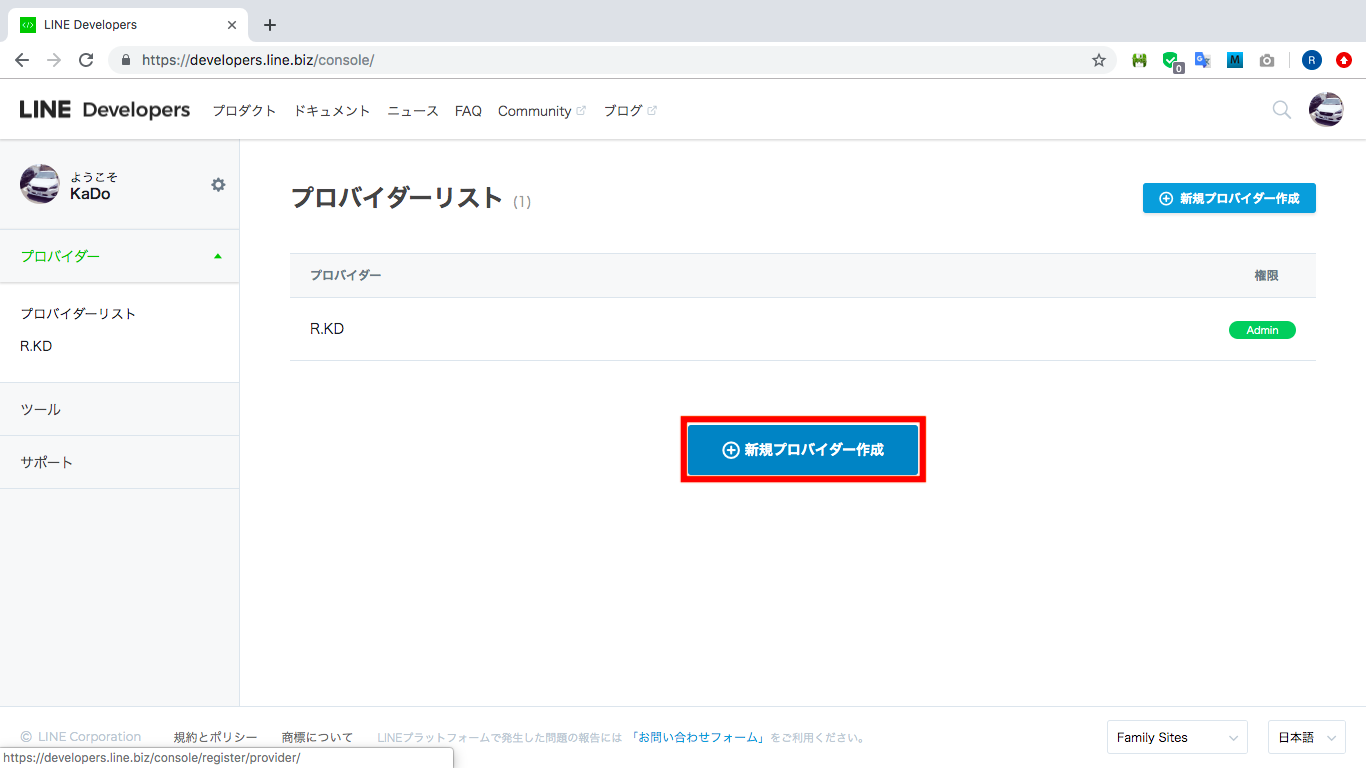 LINE Developers
https://developers.line.biz/console/
0
M
R
LINE Developers プロダクト ドキュメント ニュース FAQ Community ブログ
ようこそ
KaDo
プロバイダーリスト (1)
新規プロバイダー作成
プロバイダー
プロバイダーリスト
R.KD
ツール
サポート
プロバイダー 権限
R.KD Admin
新規プロバイダー作成
© LINE Corporation 規約とポリシー 商標について LINEプラットフォームで発生した問題の報告には 「お問い合わせフォーム」 をご利用ください。
Family Sites
日本語
https://developers.line.biz/console/register/provider/